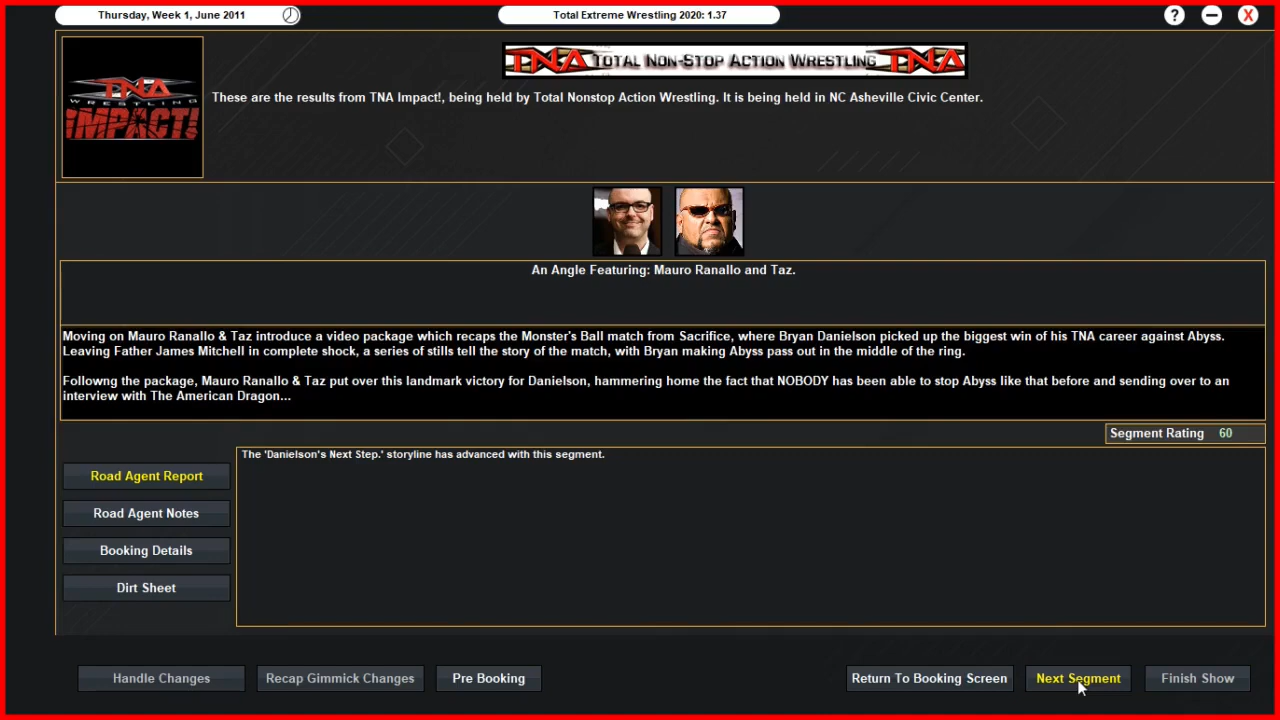 Thursday, Week 1, June 2011
Total Extreme Wrestling 2020: 1.37
?
X
TNA TOTAL NON-STOP ACTION WRESTLING TNA
TNA
WRESTLING
iMPACT!
These are the results from TNA Impact!, being held by Total Nonstop Action Wrestling. It is being held in NC Asheville Civic Center.
An Angle Featuring: Mauro Ranallo and Taz.
Moving on Mauro Ranallo & Taz introduce a video package which recaps the Monster's Ball match from Sacrifice, where Bryan Danielson picked up the biggest win of his TNA career against Abyss.
Leaving Father James Mitchell in complete shock, a series of stills tell the story of the match, with Bryan making Abyss pass out in the middle of the ring.
Followng the package, Mauro Ranallo & Taz put over this landmark victory for Danielson, hammering home the fact that NOBODY has been able to stop Abyss like that before and sending over to an
interview with The American Dragon...
Segment Rating 60
The 'Danielson's Next Step.' storyline has advanced with this segment.
Road Agent Report
Road Agent Notes
Booking Details
Dirt Sheet
Handle Changes
Recap Gimmick Changes
Pre Booking
Return To Booking Screen
Next Segment
Finish Show